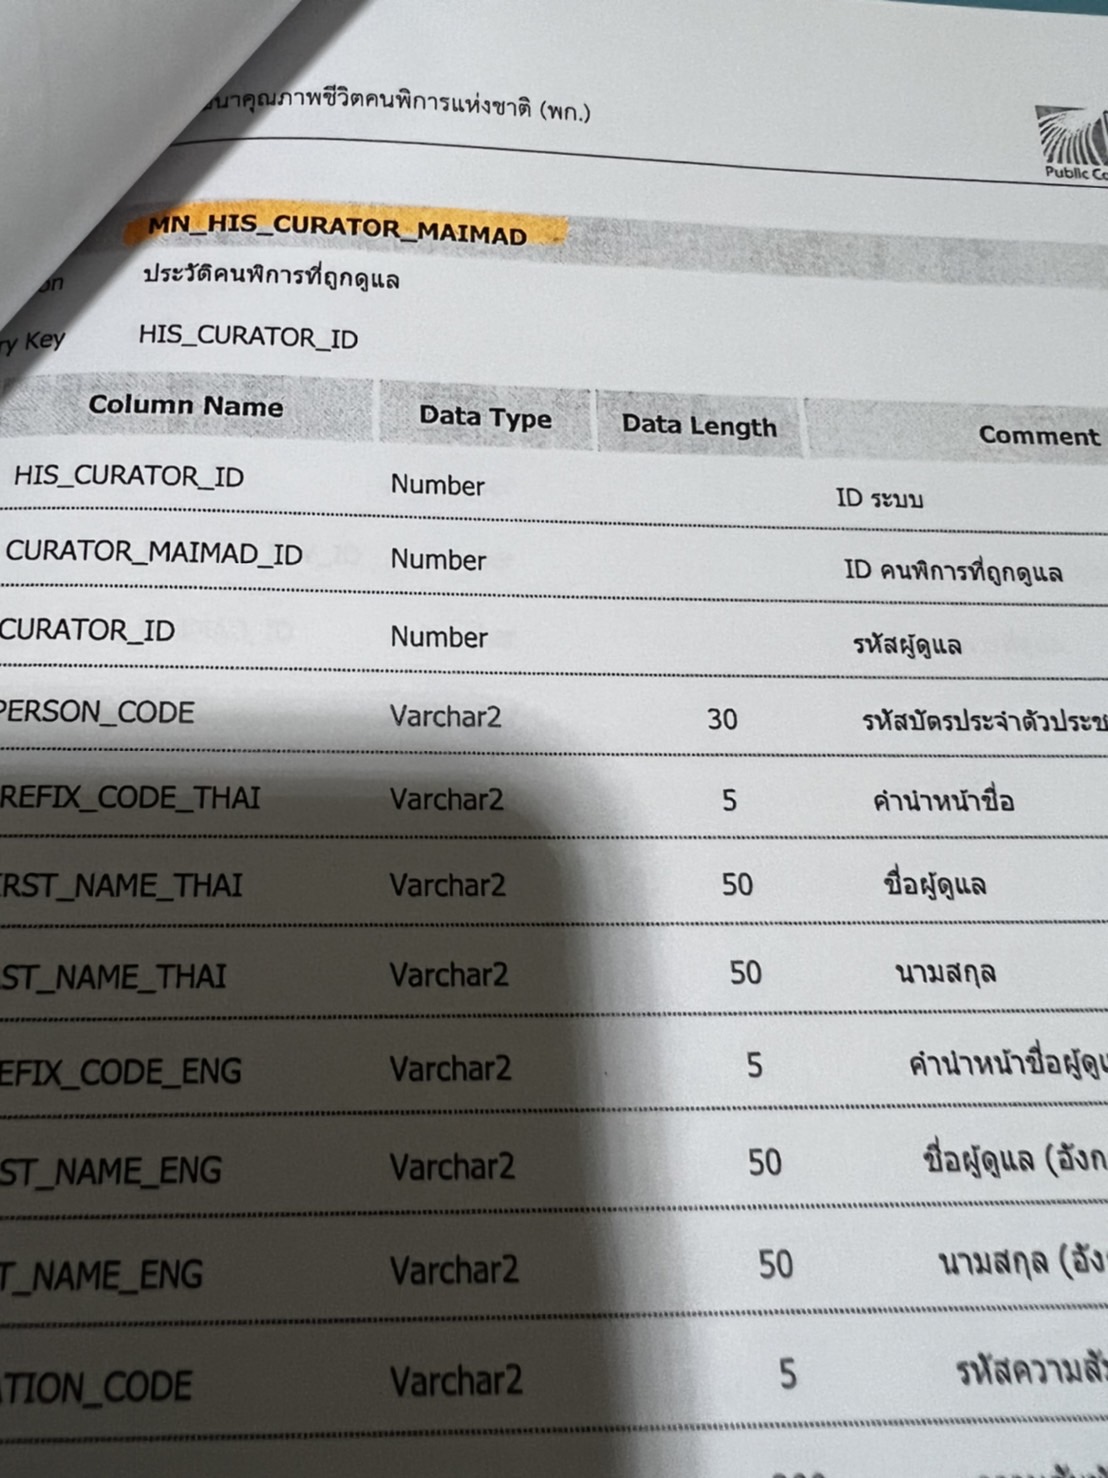 คุณภาพชีวิตคนพิการแห่งชาติ (พก.)
Public
MN_HIS_CURATOR_MAIMAD
ประวัติคนพิการที่ถูกดูแล
Key HIS_CURATOR_ID
Column Name Data Type Data Length Comment
HIS_CURATOR_ID Number ID ระบบ
CURATOR_MAIMAD_ID Number ID คนพิการที่ถูกดูแล
CURATOR_ID Number รหัสผู้ดูแล
PERSON_CODE Varchar2 30 รหัสบัตรประจำตัวประช
REFIX_CODE_THAI Varchar2 5 คำนำหน้าชื่อ
IRST_NAME_THAI Varchar2 50 ชื่อผู้ดูแล
ST_NAME_THAI Varchar2 50 นามสกุล
EFIX_CODE_ENG Varchar2 5 คำนำหน้าชื่อผู้ดูแ
ST_NAME_ENG Varchar2 50 ชื่อผู้ดูแล (อังก
T_NAME_ENG Varchar2 50 นามสกุล (อัง
ATION_CODE Varchar2 5 รหัสความสั